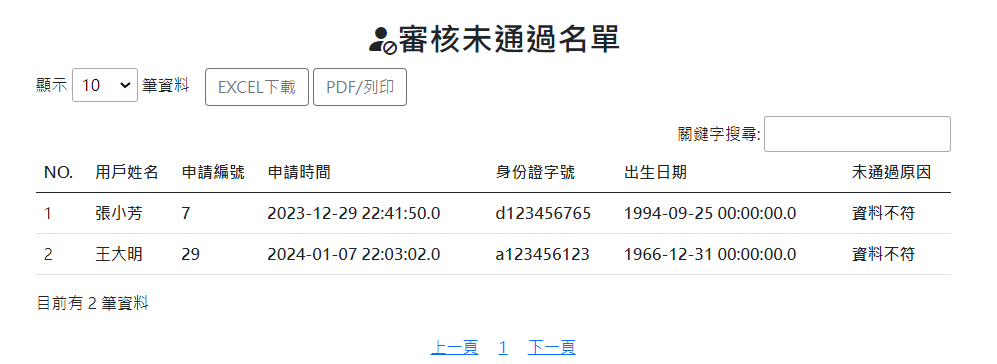 審核未通過名單
顯示 10 筆資料 EXCEL下載 PDF/列印
關鍵字搜尋:
NO. 用戶姓名 申請編號 申請時間 身份證字號 出生日期 未通過原因
1 張小芳 7 2023-12-29 22:41:50.0 d123456765 1994-09-25 00:00:00.0 資料不符
2 王大明 29 2024-01-07 22:03:02.0 a123456123 1966-12-31 00:00:00.0 資料不符
目前有 2 筆資料
上一頁 1 下一頁